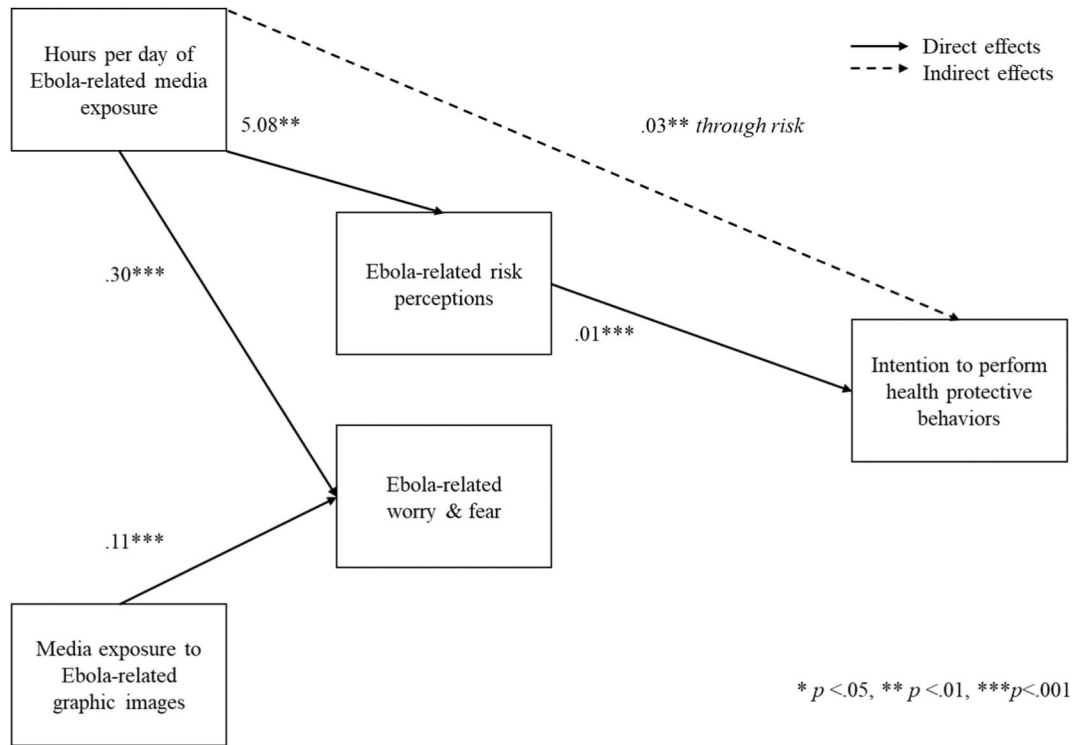 Hours per day of
Ebola-related media
exposure
Direct effects
Indirect effects
5.08**
.03** through risk
.30***
Ebola-related risk
perceptions
.01***
Intention to perform
health protective
behaviors
Ebola-related
worry & fear
.11***
Media exposure to
Ebola-related
graphic images
* p <.05, ** p <.01, ***p<.001